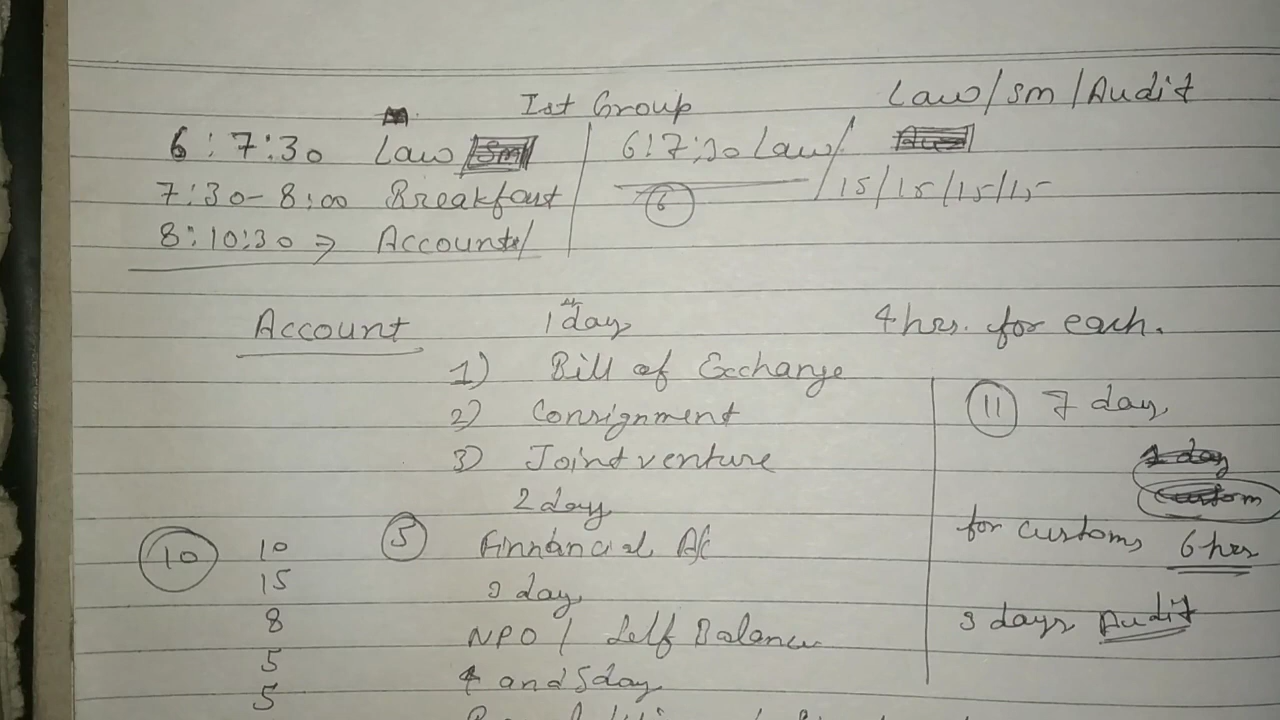 Ist Group Law/sm/Audit
6:7:30 Law/ 6:7:30 Law/
7:30-8:00 Breakfast /15/15/15/15
6
8:10:30 => Accounts/
Account 1 day 4 hrs. for each.
1) Bill of Exchange
2) Consignment 11 7 day
3) Joint venture
2 day
10 10 5 Finnancial A/c for customs 6 hrs
15 3 day
8 NPO / Self Balance 3 days Audit
5 4 and 5 day
5